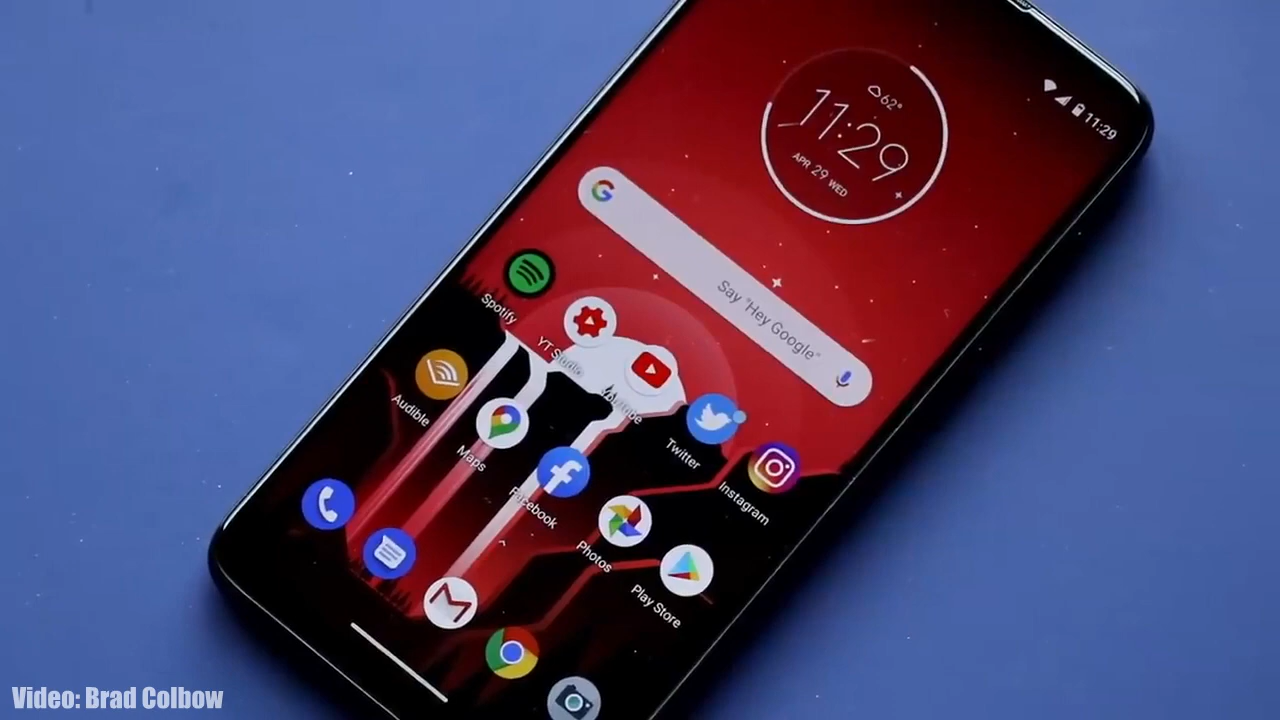 11:29
62°
11:29
APR 29 WED
G
Say "Hey Google"
Spotify
YT Studio
YouTube
Twitter
Instagram
Audible
Maps
Facebook
Photos
Play Store
Video: Brad Colbow